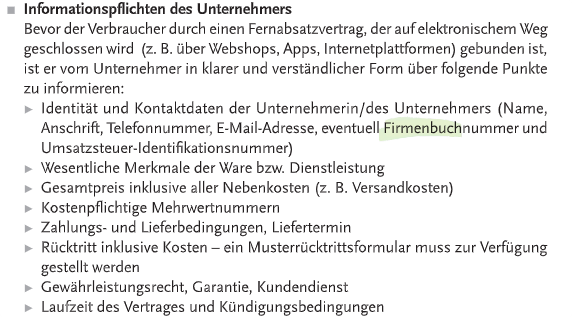 ■ Informationspflichten des Unternehmers
Bevor der Verbraucher durch einen Fernabsatzvertrag, der auf elektronischem Weg
geschlossen wird (z. B. über Webshops, Apps, Internetplattformen) gebunden ist,
ist er vom Unternehmer in klarer und verständlicher Form über folgende Punkte
zu informieren:
► Identität und Kontaktdaten der Unternehmerin/des Unternehmers (Name,
Anschrift, Telefonnummer, E-Mail-Adresse, eventuell Firmenbuchnummer und
Umsatzsteuer-Identifikationsnummer)
► Wesentliche Merkmale der Ware bzw. Dienstleistung
► Gesamtpreis inklusive aller Nebenkosten (z. B. Versandkosten)
► Kostenpflichtige Mehrwertnummern
► Zahlungs- und Lieferbedingungen, Liefertermin
► Rücktritt inklusive Kosten – ein Musterrücktrittsformular muss zur Verfügung
gestellt werden
► Gewährleistungsrecht, Garantie, Kundendienst
► Laufzeit des Vertrages und Kündigungsbedingungen